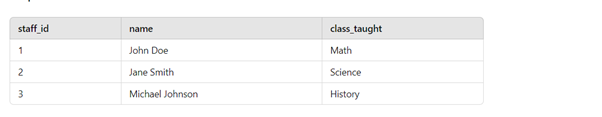 staff_id name class_taught
1 John Doe Math
2 Jane Smith Science
3 Michael Johnson History